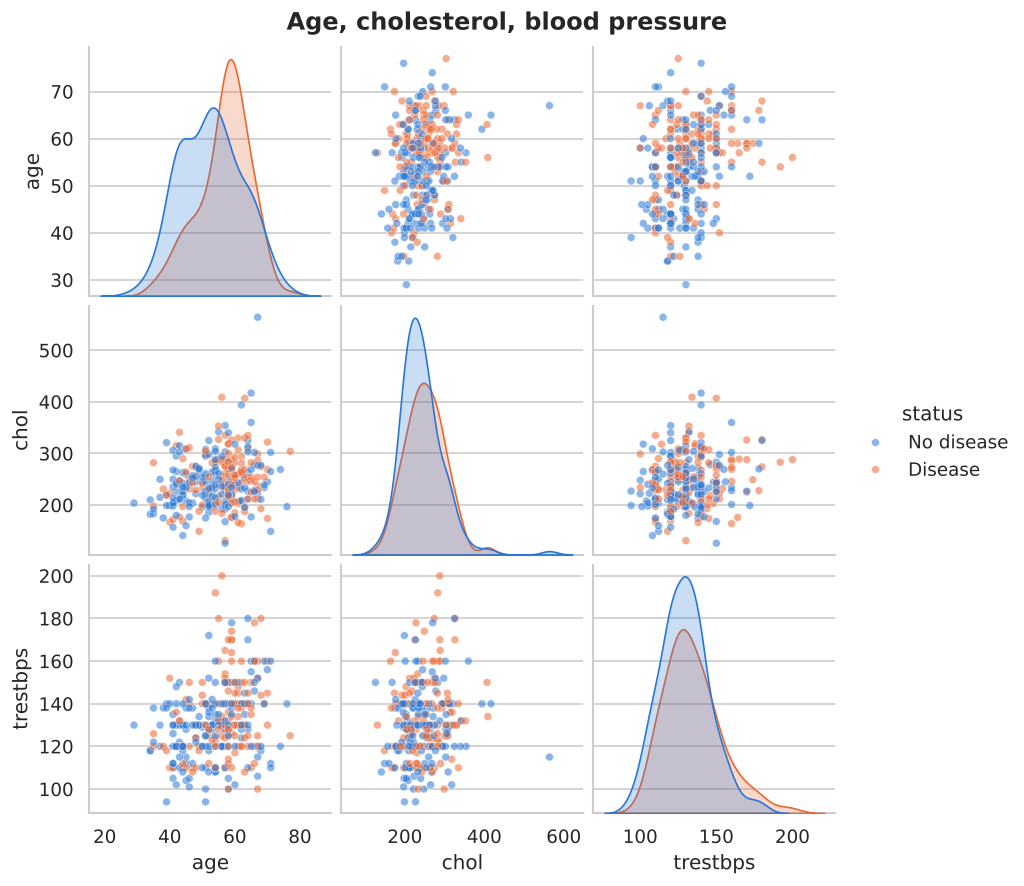 Age, cholesterol, blood pressure
70
60
50
40
30
age
500
400
300
200
chol
200
180
160
140
120
100
trestbps
20 40 60 80
age
200 400 600
chol
100 150 200
trestbps
status
No disease
Disease